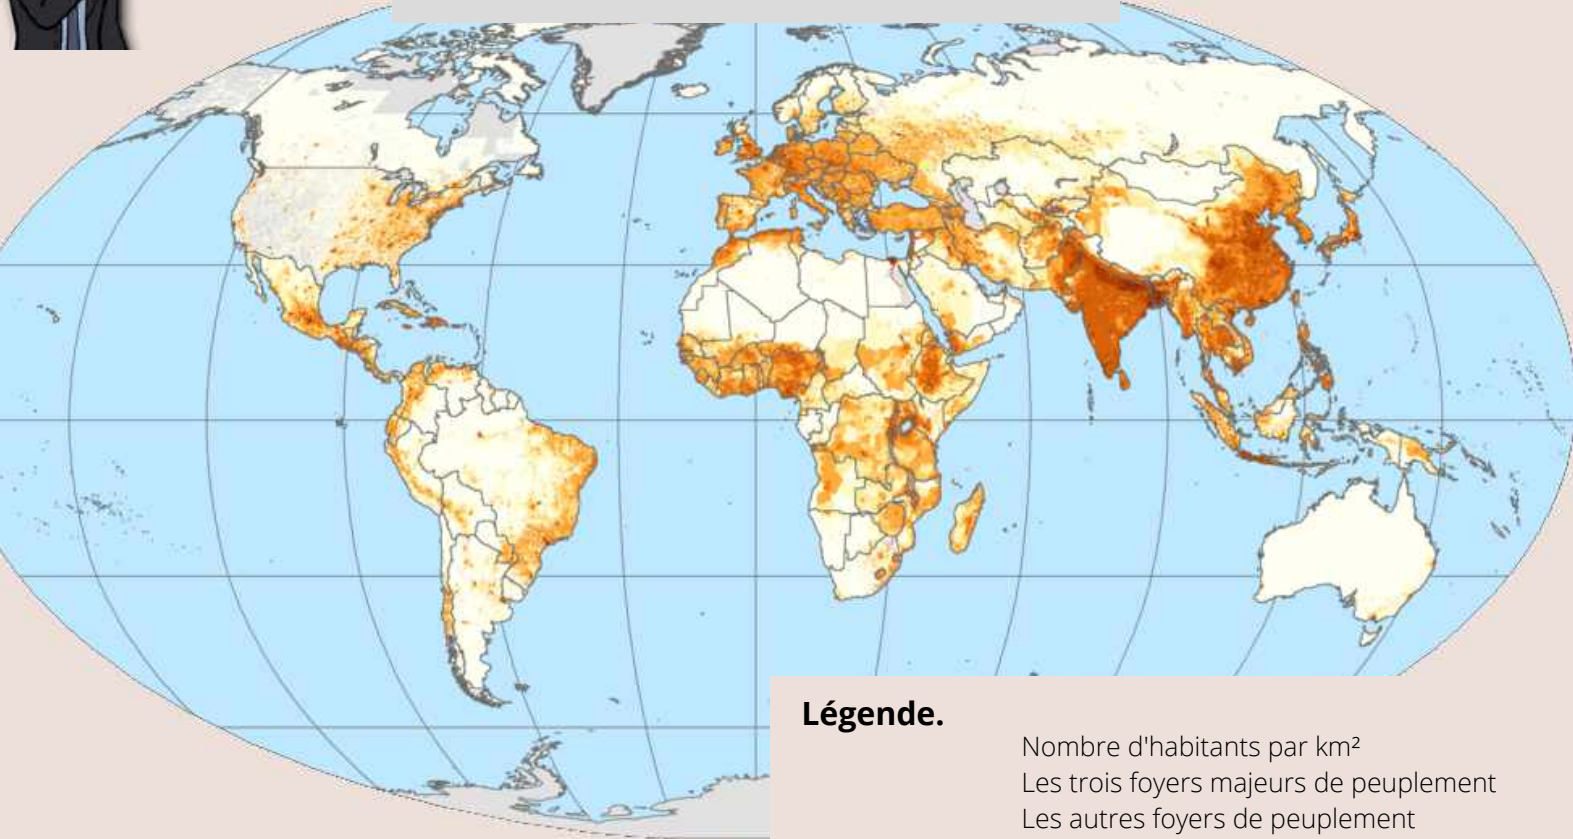 Légende.
Nombre d'habitants par km²
Les trois foyers majeurs de peuplement
Les autres foyers de peuplement